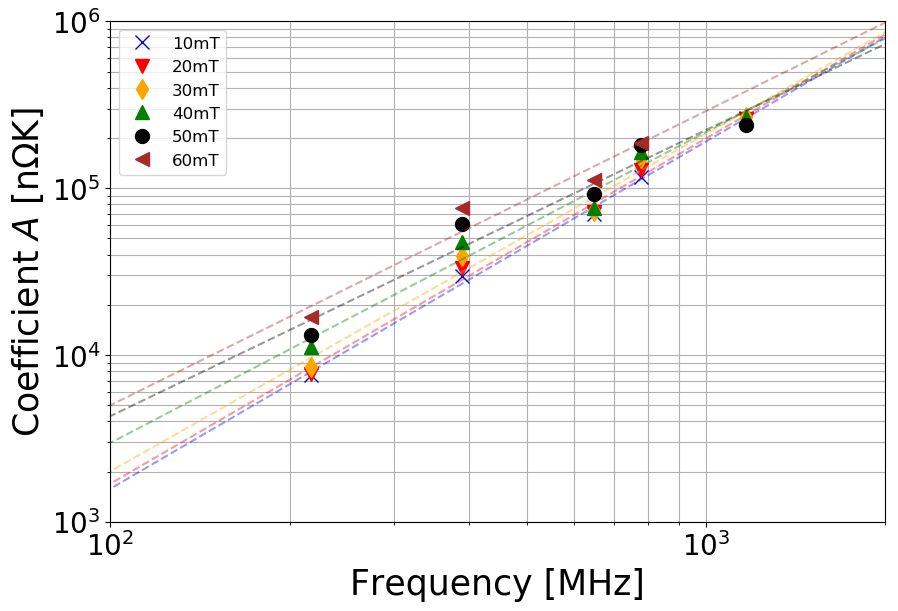 10⁶
10⁵
10⁴
10³
Coefficient A [nΩK]
10mT
20mT
30mT
40mT
50mT
60mT
10²
10³
Frequency [MHz]